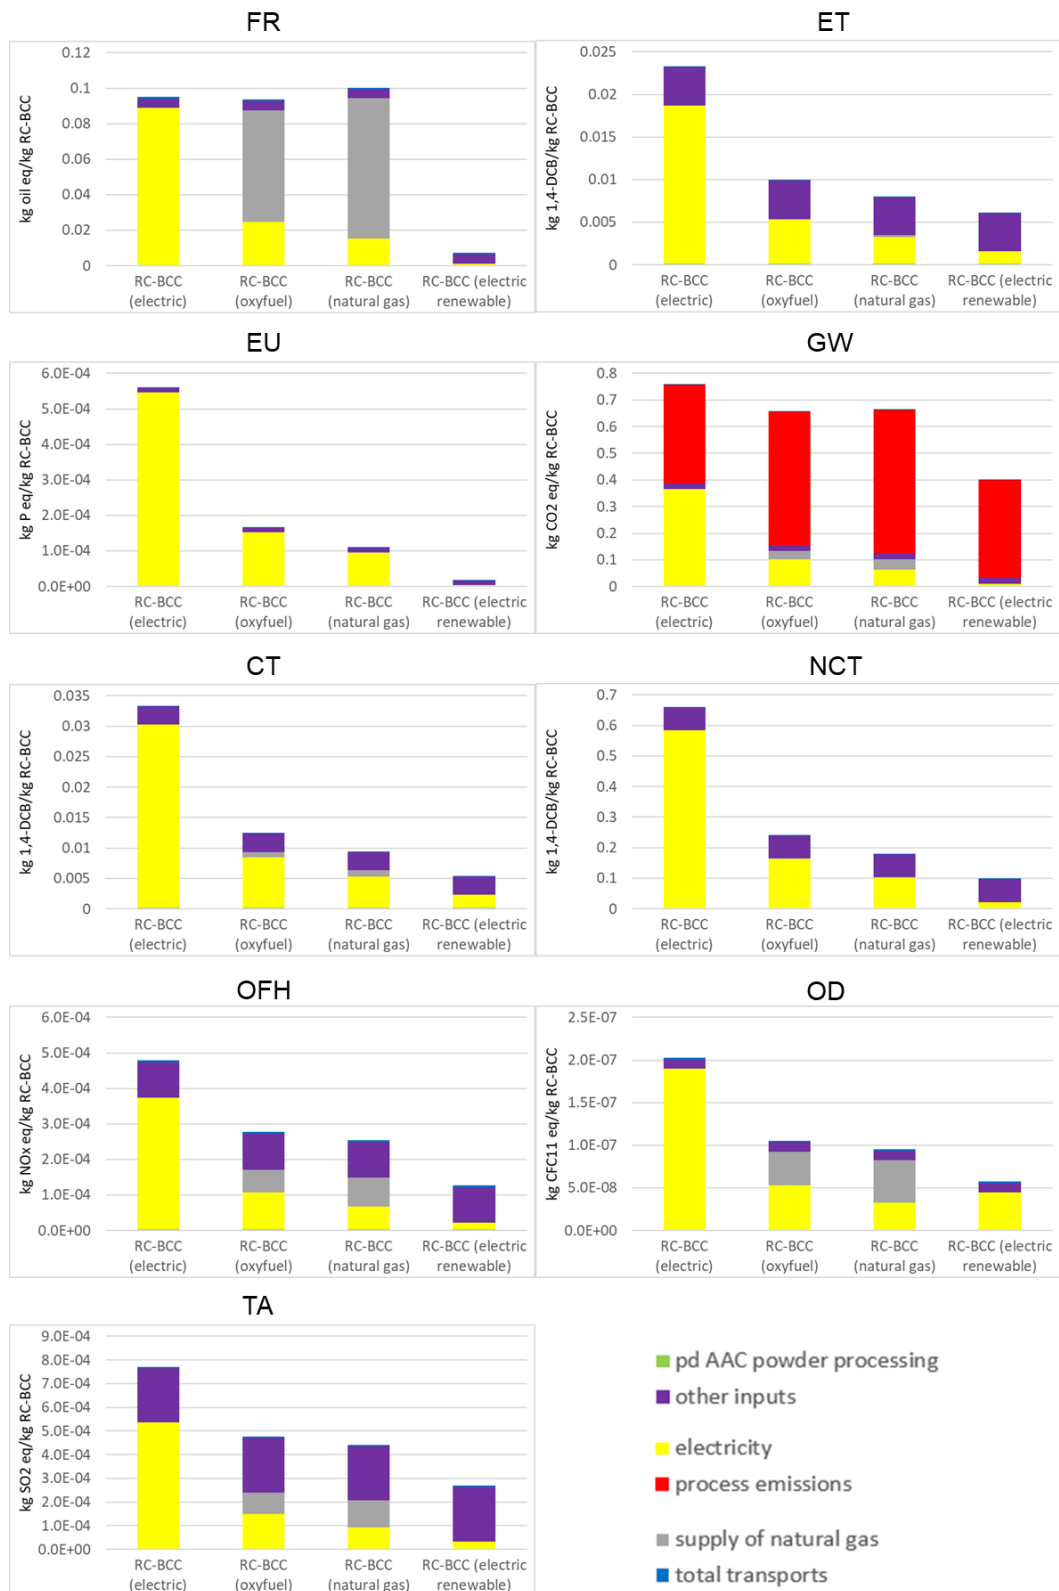 FR
kg oil eq/kg RC-BCC
0.12
0.1
0.08
0.06
0.04
0.02
0
RC-BCC
(electric)
RC-BCC
(oxyfuel)
RC-BCC
(natural gas)
RC-BCC (electric
renewable)
ET
kg 1,4-DCB/kg RC-BCC
0.025
0.02
0.015
0.01
0.005
0
RC-BCC
(electric)
RC-BCC
(oxyfuel)
RC-BCC
(natural gas)
RC-BCC (electric
renewable)
EU
kg P eq/kg RC-BCC
6.0E-04
5.0E-04
4.0E-04
3.0E-04
2.0E-04
1.0E-04
0.0E+00
RC-BCC
(electric)
RC-BCC
(oxyfuel)
RC-BCC
(natural gas)
RC-BCC (electric
renewable)
GW
kg CO2 eq/kg RC-BCC
0.8
0.7
0.6
0.5
0.4
0.3
0.2
0.1
0
RC-BCC
(electric)
RC-BCC
(oxyfuel)
RC-BCC
(natural gas)
RC-BCC (electric
renewable)
CT
kg 1,4-DCB/kg RC-BCC
0.035
0.03
0.025
0.02
0.015
0.01
0.005
0
RC-BCC
(electric)
RC-BCC
(oxyfuel)
RC-BCC
(natural gas)
RC-BCC (electric
renewable)
NCT
kg 1,4-DCB/kg RC-BCC
0.7
0.6
0.5
0.4
0.3
0.2
0.1
0
RC-BCC
(electric)
RC-BCC
(oxyfuel)
RC-BCC
(natural gas)
RC-BCC (electric
renewable)
OFH
kg NOx eq/kg RC-BCC
6.0E-04
5.0E-04
4.0E-04
3.0E-04
2.0E-04
1.0E-04
0.0E+00
RC-BCC
(electric)
RC-BCC
(oxyfuel)
RC-BCC
(natural gas)
RC-BCC (electric
renewable)
OD
kg CFC11 eq/kg RC-BCC
2.5E-07
2.0E-07
1.5E-07
1.0E-07
5.0E-08
0.0E+00
RC-BCC
(electric)
RC-BCC
(oxyfuel)
RC-BCC
(natural gas)
RC-BCC (electric
renewable)
TA
kg SO2 eq/kg RC-BCC
9.0E-04
8.0E-04
7.0E-04
6.0E-04
5.0E-04
4.0E-04
3.0E-04
2.0E-04
1.0E-04
0.0E+00
RC-BCC
(electric)
RC-BCC
(oxyfuel)
RC-BCC
(natural gas)
RC-BCC (electric
renewable)
pd AAC powder processing
other inputs
electricity
process emissions
supply of natural gas
total transports